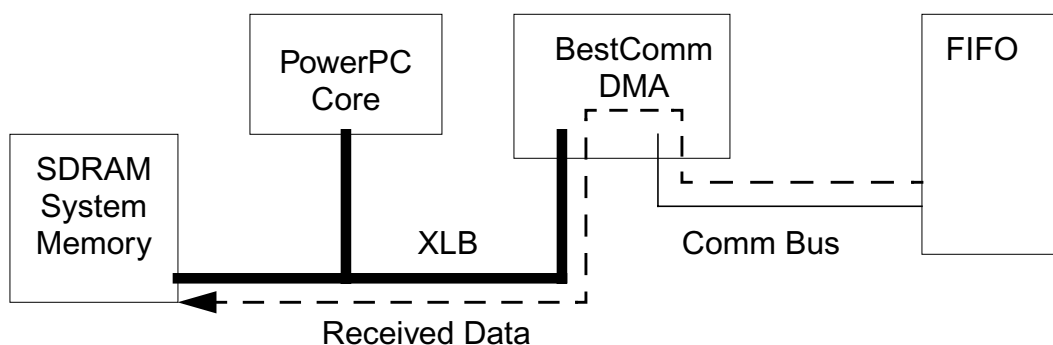 PowerPC
Core
BestComm
DMA
FIFO
SDRAM
System
Memory
XLB
Comm Bus
Received Data